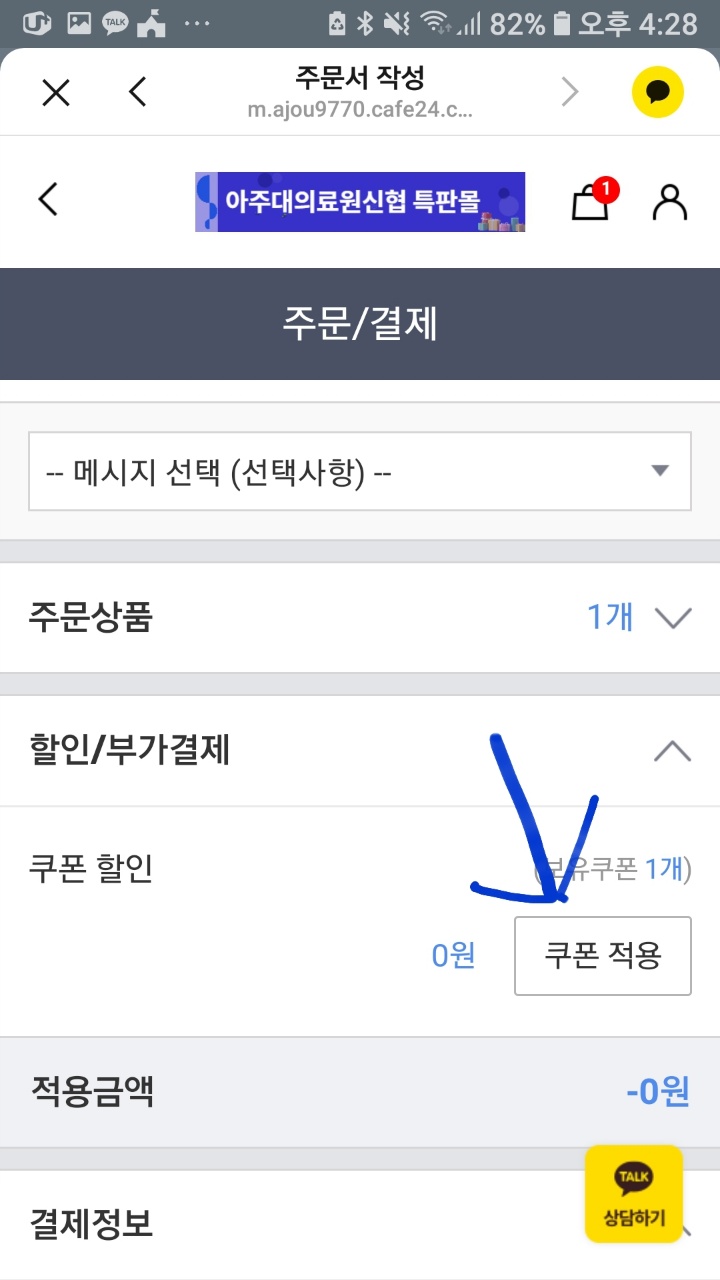 TALK
82%
오후 4:28
주문서 작성
m.ajou9770.cafe24.c...
아주대의료원신협 특판몰
1
주문/결제
-- 메시지 선택 (선택사항) --
주문상품
1개
할인/부가결제
쿠폰 할인
(보유쿠폰 1개)
0원
쿠폰 적용
적용금액
-0원
TALK
상담하기
결제정보